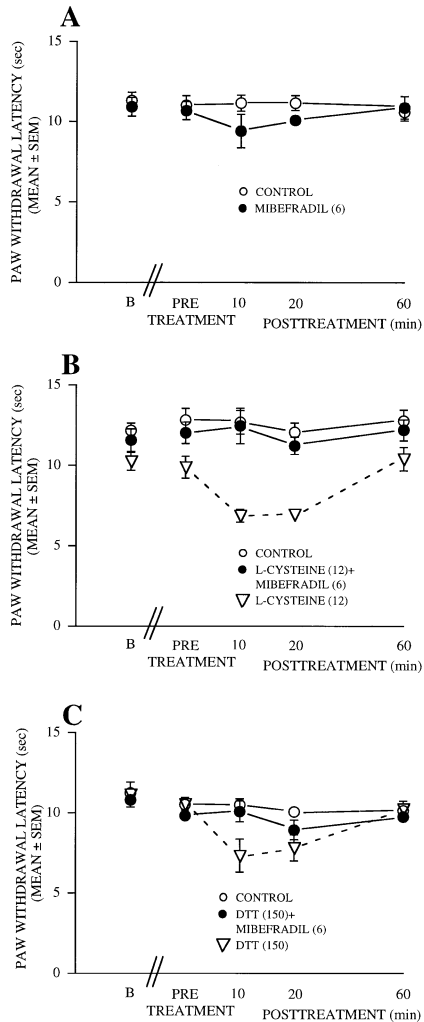 A
PAW WITHDRAWAL LATENCY (sec)
(MEAN ± SEM)
15
10
5
0
CONTROL
MIBEFRADIL (6)
B PRE 10 20 60
TREATMENT POSTTREATMENT (min)
B
PAW WITHDRAWAL LATENCY (sec)
(MEAN ± SEM)
15
10
5
0
CONTROL
L-CYSTEINE (12)+
MIBEFRADIL (6)
L-CYSTEINE (12)
B PRE 10 20 60
TREATMENT POSTTREATMENT (min)
C
PAW WITHDRAWAL LATENCY (sec)
(MEAN ± SEM)
15
10
5
0
CONTROL
DTT (150)+
MIBEFRADIL (6)
DTT (150)
B PRE 10 20 60
TREATMENT POSTTREATMENT (min)